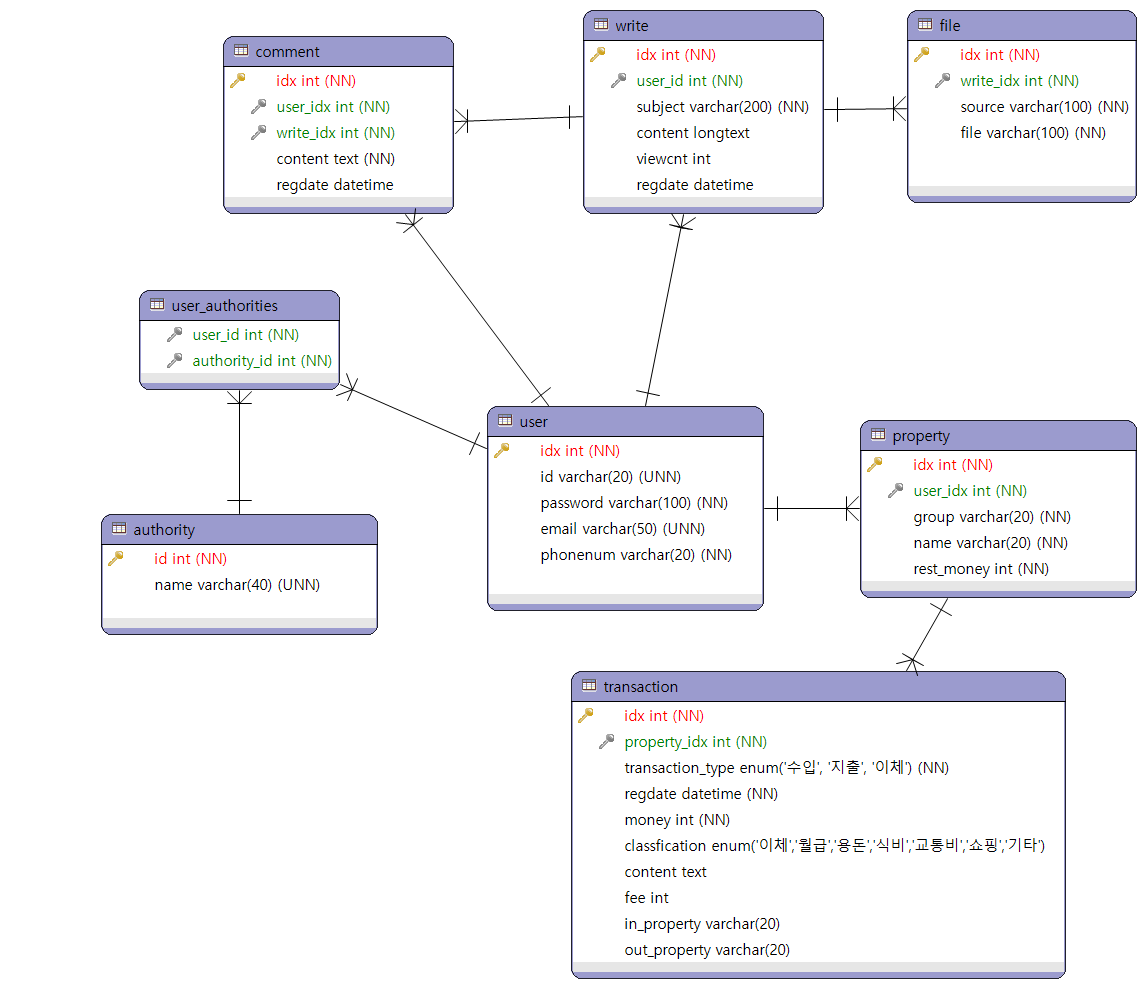 comment
idx int (NN)
user_idx int (NN)
write_idx int (NN)
content text (NN)
regdate datetime
write
idx int (NN)
user_id int (NN)
subject varchar(200) (NN)
content longtext
viewcnt int
regdate datetime
file
idx int (NN)
write_idx int (NN)
source varchar(100) (NN)
file varchar(100) (NN)
user_authorities
user_id int (NN)
authority_id int (NN)
authority
id int (NN)
name varchar(40) (UNN)
user
idx int (NN)
id varchar(20) (UNN)
password varchar(100) (NN)
email varchar(50) (UNN)
phonenum varchar(20) (NN)
property
idx int (NN)
user_idx int (NN)
group varchar(20) (NN)
name varchar(20) (NN)
rest_money int (NN)
transaction
idx int (NN)
property_idx int (NN)
transaction_type enum('수입', '지출', '이체') (NN)
regdate datetime (NN)
money int (NN)
classfication enum('이체','월급','용돈','식비','교통비','쇼핑','기타')
content text
fee int
in_property varchar(20)
out_property varchar(20)